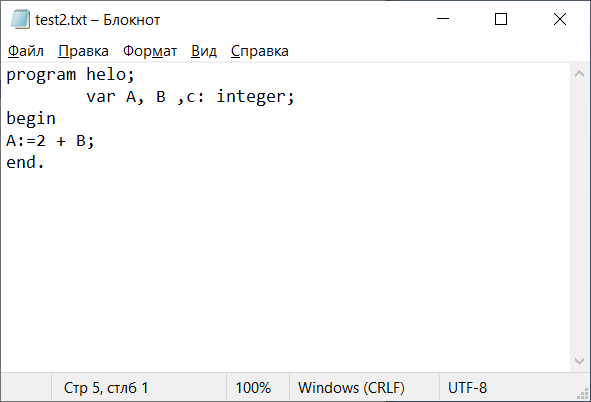 test2.txt – Блокнот
Файл Правка Формат Вид Справка
program helo;
        var A, B ,c: integer;
begin
A:=2 + B;
end.
Стр 5, стлб 1 100% Windows (CRLF) UTF-8